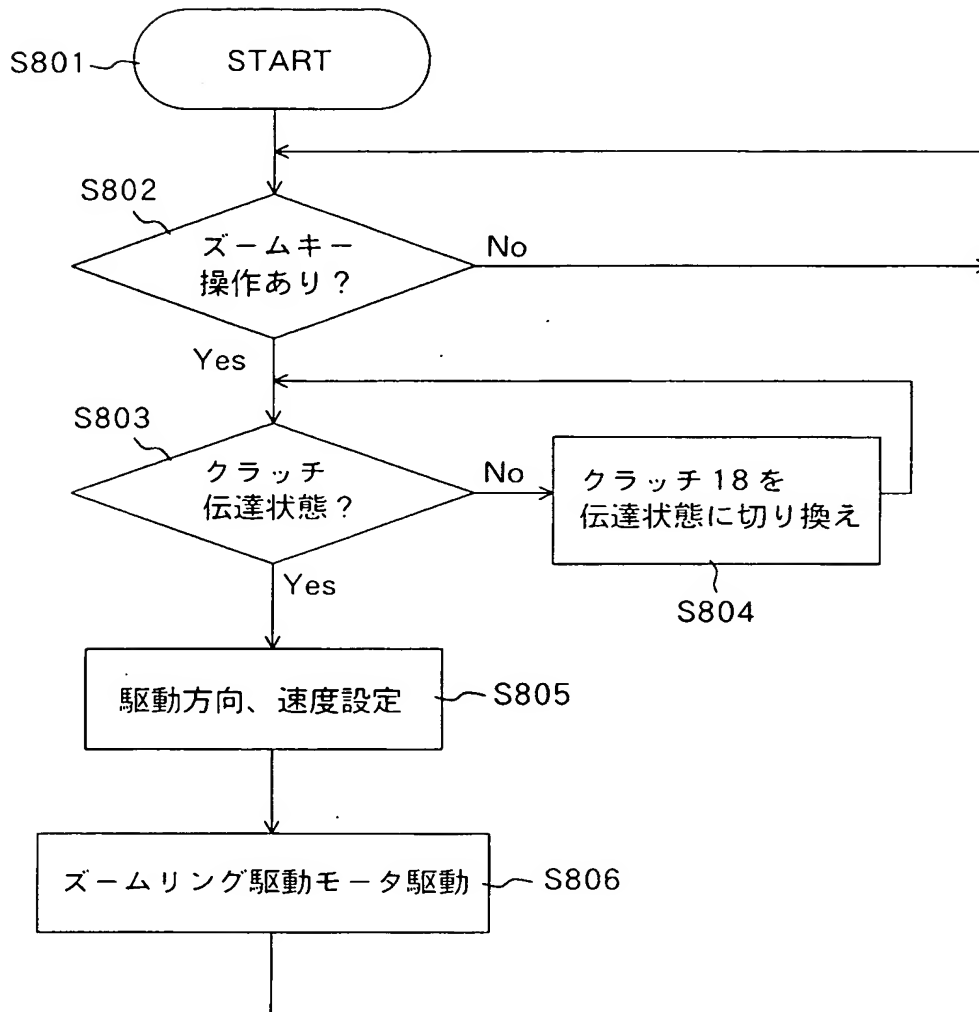 S801
START
S802
ズームキー
操作あり？
No
Yes
S803
クラッチ
伝達状態？
No
クラッチ18を
伝達状態に切り換え
S804
Yes
駆動方向、速度設定
S805
ズームリング駆動モータ駆動
S806